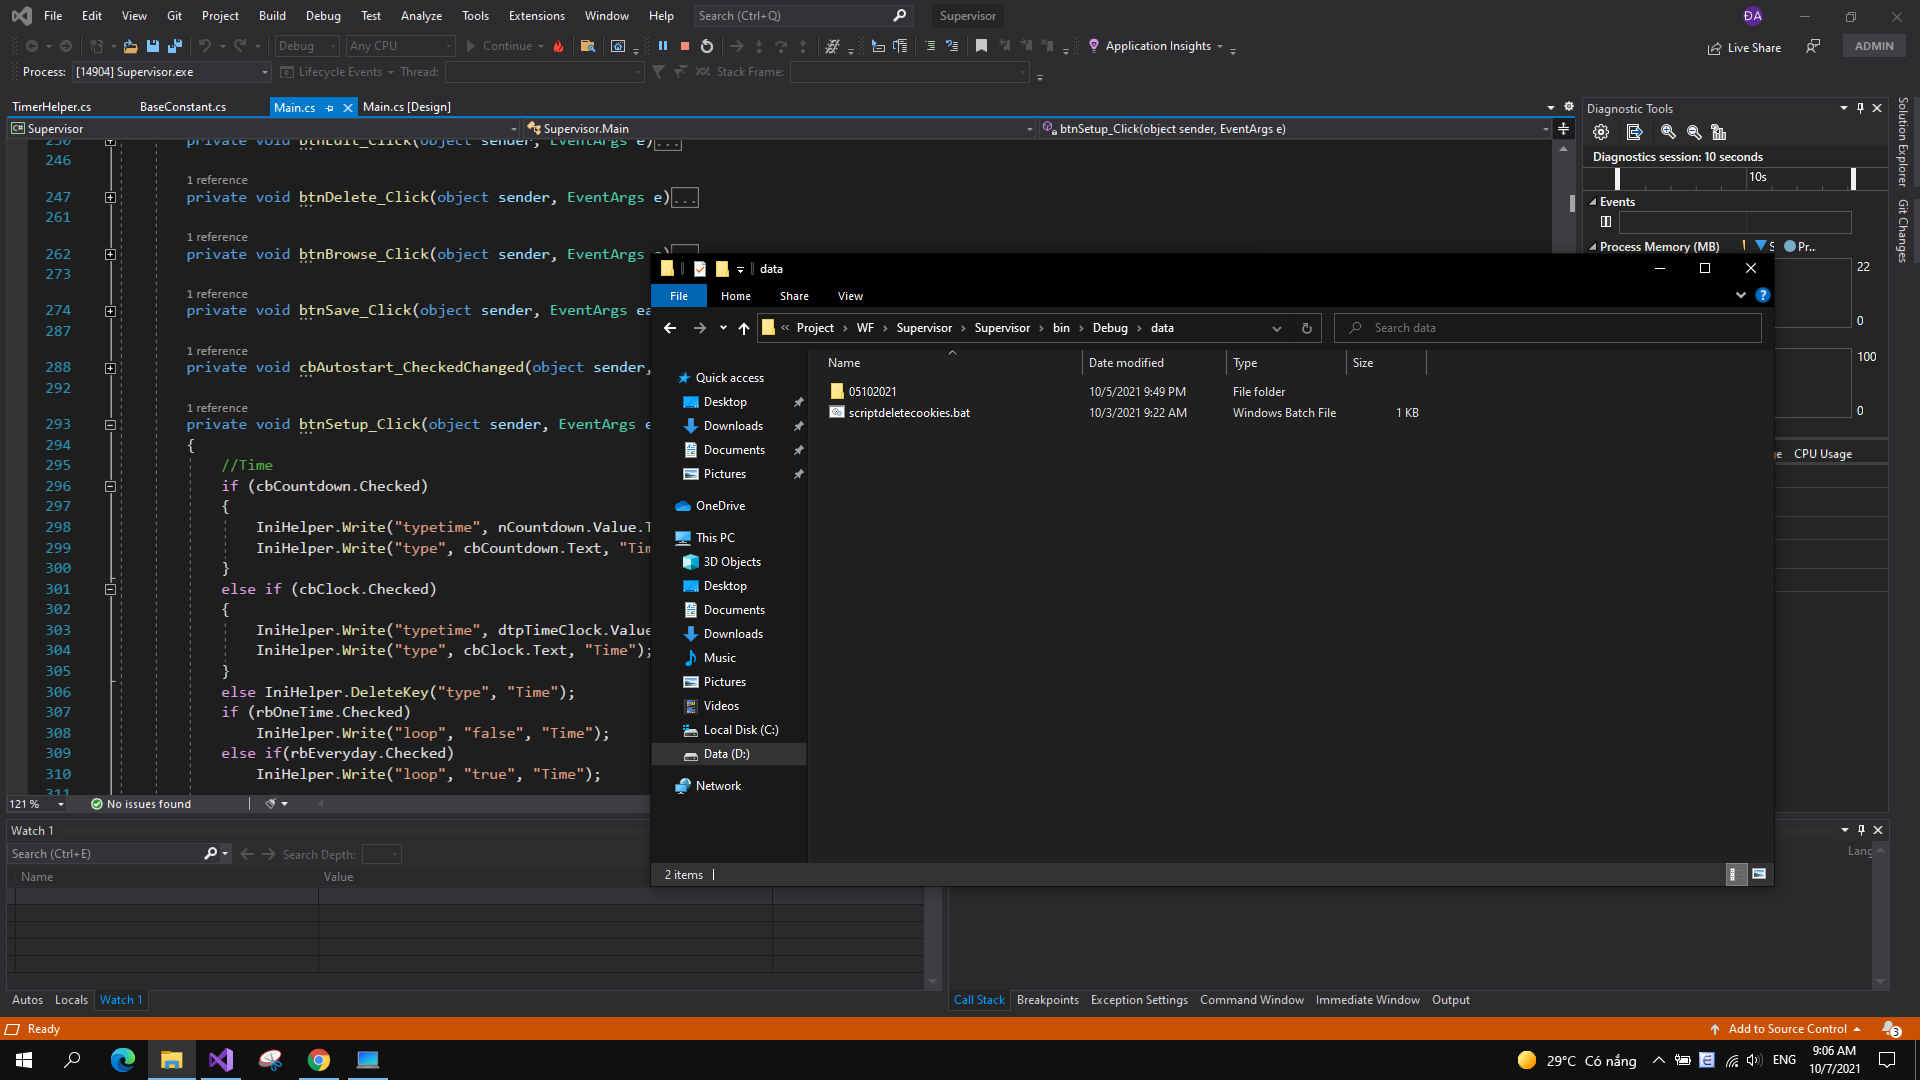 File Edit View Git Project Build Debug Test Analyze Tools Extensions Window Help Search (Ctrl+Q) Supervisor ĐA
Debug Any CPU Continue Application Insights Live Share ADMIN
Process: [14904] Supervisor.exe Lifecycle Events Thread: Stack Frame:
TimerHelper.cs BaseConstant.cs Main.cs Main.cs [Design]
Supervisor Supervisor.Main btnSetup_Click(object sender, EventArgs e)
230 private void btnEdit_Click(object sender, EventArgs e)...
246
1 reference
247 private void btnDelete_Click(object sender, EventArgs e)...
261
1 reference
262 private void btnBrowse_Click(object sender, EventArgs e)
273
1 reference
274 private void btnSave_Click(object sender, EventArgs ea
287
1 reference
288 private void cbAutostart_CheckedChanged(object sender,
292
1 reference
293 private void btnSetup_Click(object sender, EventArgs e
294 {
295 //Time
296 if (cbCountdown.Checked)
297 {
298 IniHelper.Write("typetime", nCountdown.Value.T
299 IniHelper.Write("type", cbCountdown.Text, "Tim
300 }
301 else if (cbClock.Checked)
302 {
303 IniHelper.Write("typetime", dtpTimeClock.Value
304 IniHelper.Write("type", cbClock.Text, "Time");
305 }
306 else IniHelper.DeleteKey("type", "Time");
307 if (rbOneTime.Checked)
308 IniHelper.Write("loop", "false", "Time");
309 else if(rbEveryday.Checked)
310 IniHelper.Write("loop", "true", "Time");
311
121 % No issues found
Watch 1
Search (Ctrl+E) Search Depth:
Name Value
Autos Locals Watch 1
data
File Home Share View
« Project › WF › Supervisor › Supervisor › bin › Debug › data Search data
Name Date modified Type Size
05102021 10/5/2021 9:49 PM File folder
scriptdeletecookies.bat 10/3/2021 9:22 AM Windows Batch File 1 KB
Quick access
Desktop
Downloads
Documents
Pictures
OneDrive
This PC
3D Objects
Desktop
Documents
Downloads
Music
Pictures
Videos
Local Disk (C:)
Data (D:)
Network
2 items
Diagnostic Tools
Diagnostics session: 10 seconds
10s
Events
Process Memory (MB) S Pr...
22
0
100
0
CPU Usage
Solution Explorer
Git Changes
Lang
Call Stack Breakpoints Exception Settings Command Window Immediate Window Output
Ready Add to Source Control 3
29°C Có nắng ENG 9:06 AM
10/7/2021